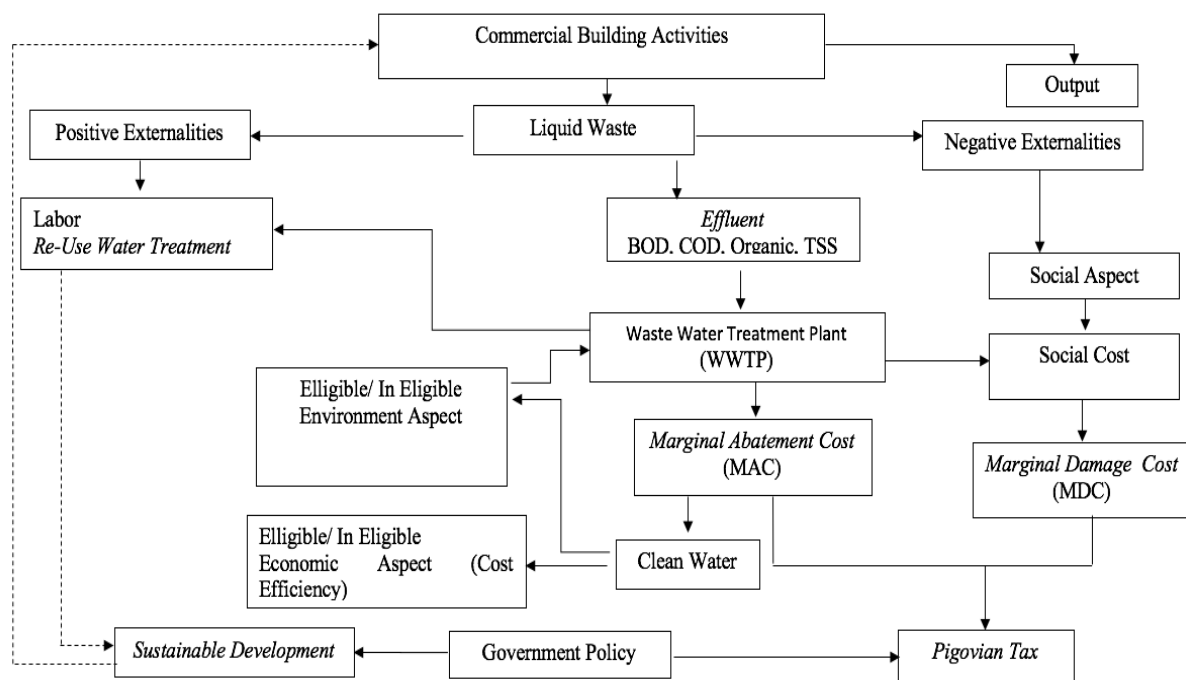 Commercial Building Activities
Output
Positive Externalities
Liquid Waste
Negative Externalities
Labor
Re-Use Water Treatment
Effluent
BOD. COD. Organic. TSS
Social Aspect
Waste Water Treatment Plant
(WWTP)
Social Cost
Elligible/ In Eligible
Environment Aspect
Marginal Abatement Cost
(MAC)
Marginal Damage Cost
(MDC)
Elligible/ In Eligible
Economic Aspect (Cost
Efficiency)
Clean Water
Sustainable Development
Government Policy
Pigovian Tax